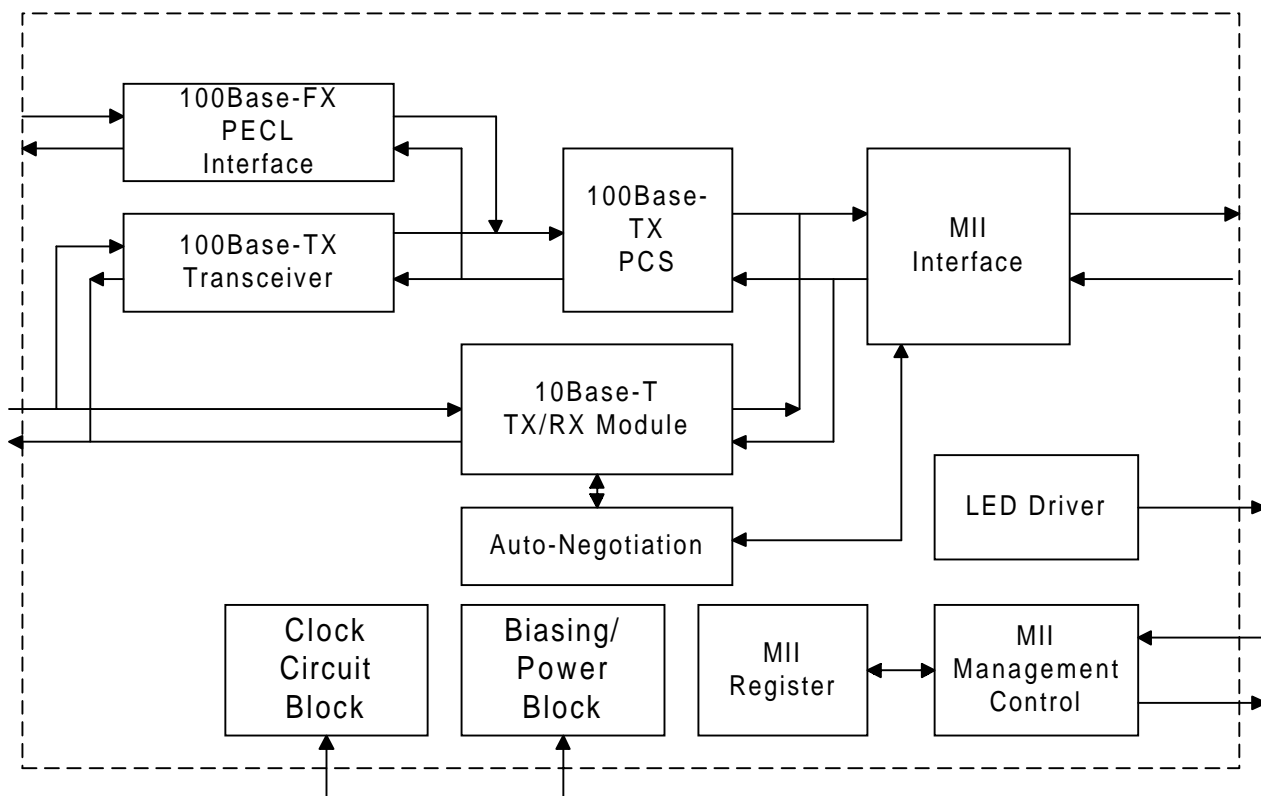 100Base-FX
PECL
Interface
100Base-TX
Transceiver
100Base-
TX
PCS
MII
Interface
10Base-T
TX/RX Module
Auto-Negotiation
LED Driver
Clock
Circuit
Block
Biasing/
Power
Block
MII
Register
MII
Management
Control